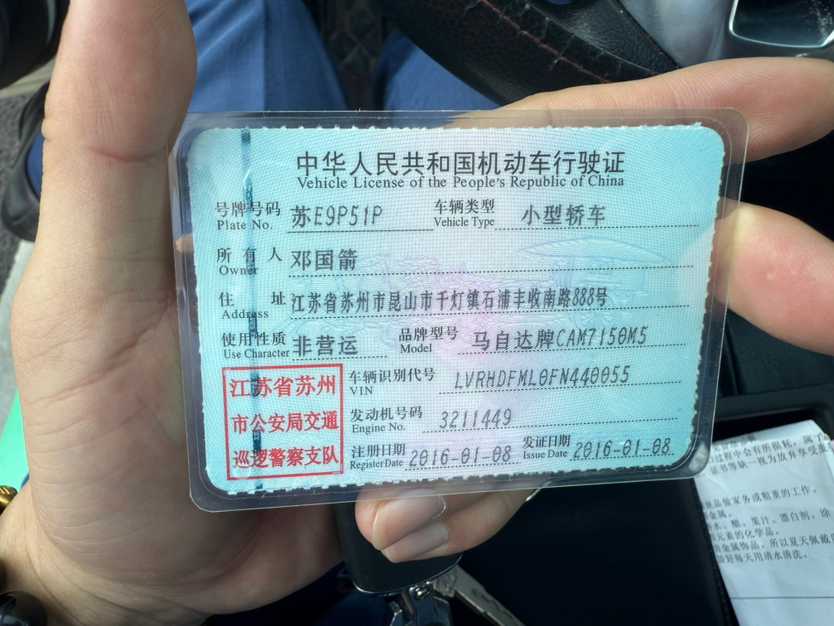 中华人民共和国机动车行驶证
Vehicle License of the People's Republic of China
号牌号码 苏E9P51P 车辆类型 小型轿车
Plate No. Vehicle Type
所有人 邓国箭
Owner
住址 江苏省苏州市昆山市千灯镇石浦丰收南路888号
Address
使用性质 非营运 品牌型号 马自达牌CAM7150M5
Use Character Model
江苏省苏州
市公安局交通
巡逻警察支队
车辆识别代号 LVRHDFML0FN440055
VIN
发动机号码 3211449
Engine No.
注册日期 2016-01-08 发证日期 2016-01-08
Register Date Issue Date